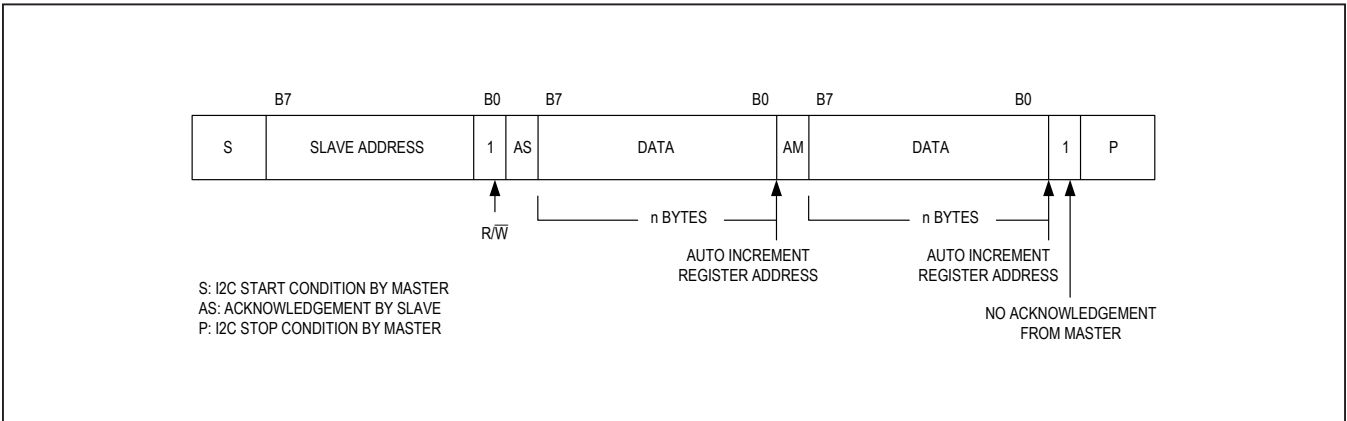 B7 B0 B7 B0 B7 B0
S SLAVE ADDRESS 1 AS DATA AM DATA 1 P
n BYTES n BYTES
R/W̅
AUTO INCREMENT
REGISTER ADDRESS
AUTO INCREMENT
REGISTER ADDRESS
S: I2C START CONDITION BY MASTER
AS: ACKNOWLEDGEMENT BY SLAVE
P: I2C STOP CONDITION BY MASTER
NO ACKNOWLEDGEMENT
FROM MASTER